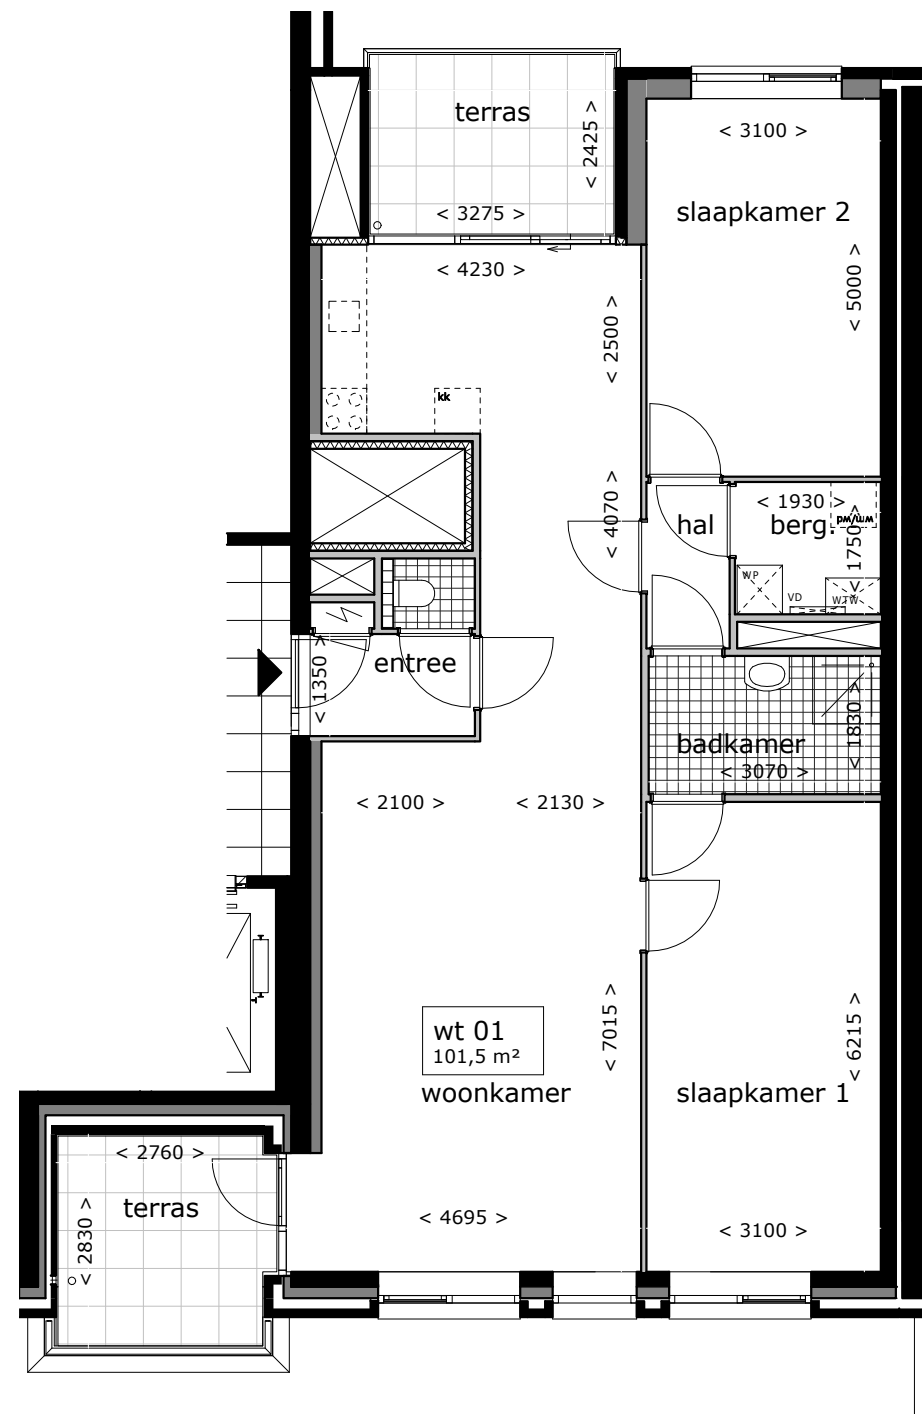 terras
< 2425 >
< 3275 >
< 3100 >
slaapkamer 2
< 4230 >
< 5000 >
< 2500 >
kk
< 4070 >
< 1930 >
wm/wd
hal
berg.
< 1750 >
WP
VD
WTW
entree
< 1350 >
badkamer
< 1830 >
< 3070 >
< 2100 >
< 2130 >
wt 01
101,5 m²
< 7015 >
< 6215 >
woonkamer
slaapkamer 1
< 2760 >
terras
< 2830 >
< 4695 >
< 3100 >